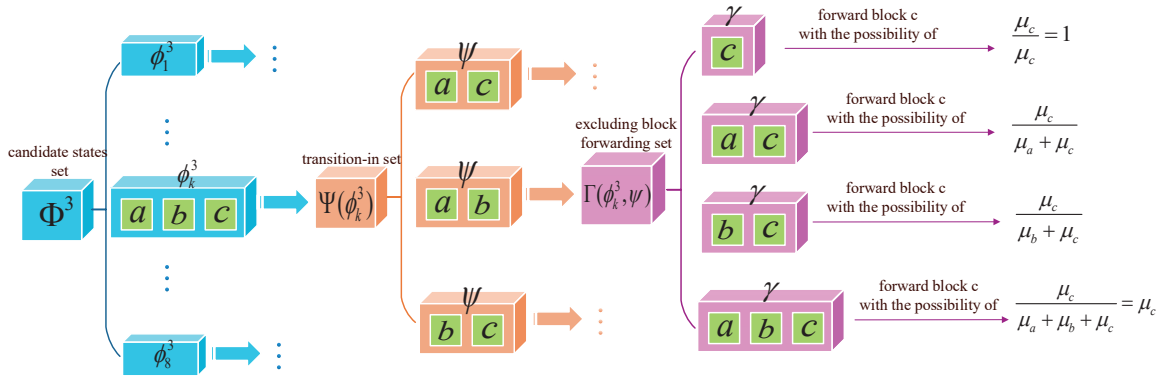 candidate states
set
Φ³
ϕ₁³
⋮
⋮
ϕₖ³
a b c
⋮
ϕ₈³
⋮
transition-in set
Ψ(ϕₖ³)
ψ
a c
⋮
ψ
a b
ψ
b c
⋮
excluding block
forwarding set
Γ(ϕₖ³,ψ)
γ
c
forward block c
with the possibility of
μ_c/μ_c = 1
γ
a c
forward block c
with the possibility of
μ_c/(μ_a + μ_c)
γ
b c
forward block c
with the possibility of
μ_c/(μ_b + μ_c)
γ
a b c
forward block c
with the possibility of
μ_c/(μ_a + μ_b + μ_c) = μ_c